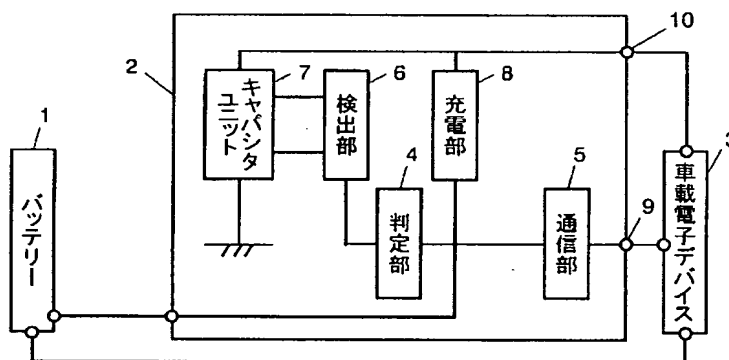 10
2
7
6
8
キャパシタ
ユニット
検出部
充電部
1
バッテリー
4
判定部
5
通信部
9
3
車載電子デバイス